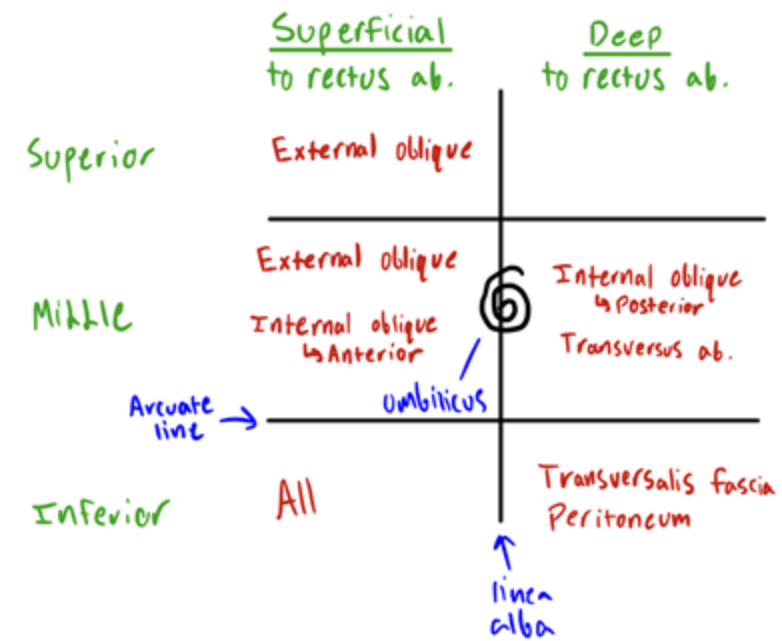 Superficial
to rectus ab.
Deep
to rectus ab.
Superior
External oblique
Middle
External oblique
Internal oblique
↳ Anterior
Internal oblique
↳ Posterior
Transversus ab.
umbilicus
Arcuate
line →
Inferior
All
Transversalis fascia
Peritoneum
linea
alba